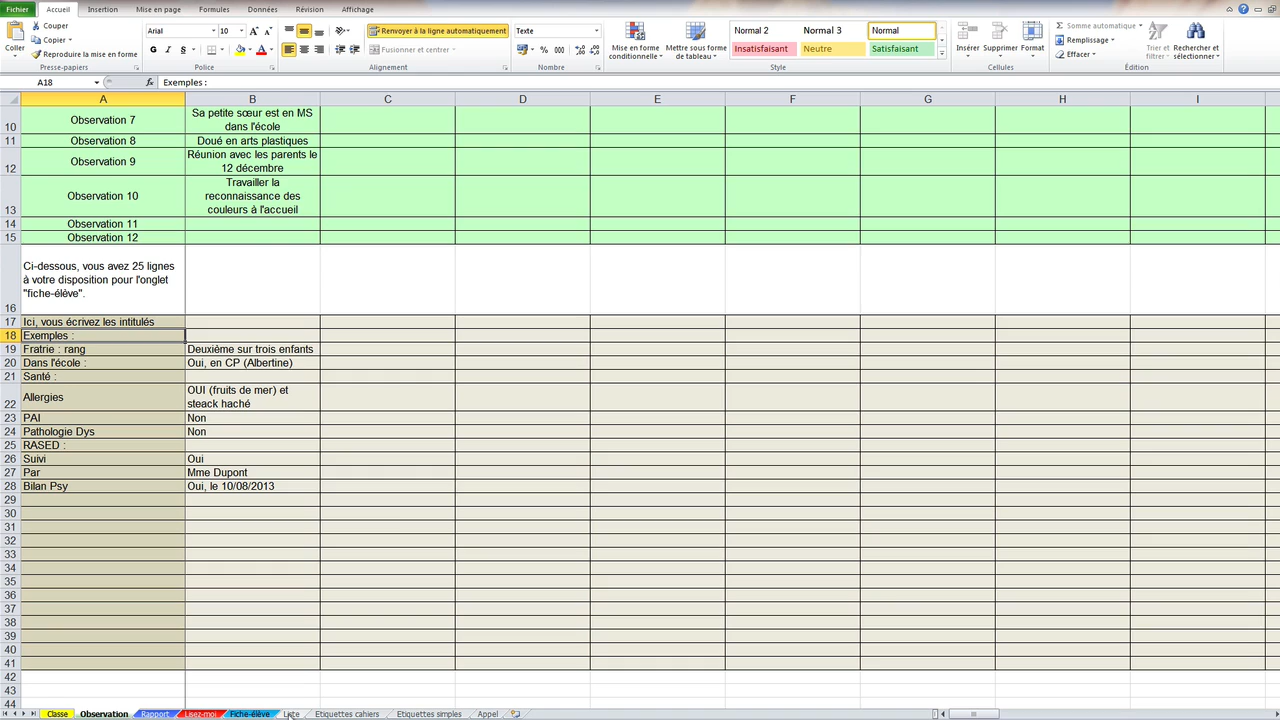 Fichier Accueil Insertion Mise en page Formules Données Révision Affichage
Coller
Couper
Copier
Reproduire la mise en forme
Presse-papiers
Arial 10
G I S
Police
Renvoyer à la ligne automatiquement
Fusionner et centrer
Alignement
Texte
% 000
Nombre
Mise en forme conditionnelle
Mettre sous forme de tableau
Normal 2 Normal 3 Normal
Insatisfaisant Neutre Satisfaisant
Style
Insérer Supprimer Format
Cellules
Somme automatique
Remplissage
Effacer
Trier et filtrer
Rechercher et sélectionner
Édition
A18 fx Exemples :
A B C D E F G H I
10 Observation 7 Sa petite sœur est en MS dans l'école
11 Observation 8 Doué en arts plastiques
12 Observation 9 Réunion avec les parents le 12 décembre
13 Observation 10 Travailler la reconnaissance des couleurs à l'accueil
14 Observation 11
15 Observation 12
16 Ci-dessous, vous avez 25 lignes à votre disposition pour l'onglet "fiche-élève".
17 Ici, vous écrivez les intitulés
18 Exemples :
19 Fratrie : rang Deuxième sur trois enfants
20 Dans l'école : Oui, en CP (Albertine)
21 Santé :
22 Allergies OUI (fruits de mer) et steack haché
23 PAI Non
24 Pathologie Dys Non
25 RASED :
26 Suivi Oui
27 Par Mme Dupont
28 Bilan Psy Oui, le 10/08/2013
29
30
31
32
33
34
35
36
37
38
39
40
41
42
43
44
Classe Observation Rapport Lisez-moi Fiche-élève Liste Etiquettes cahiers Etiquettes simples Appel